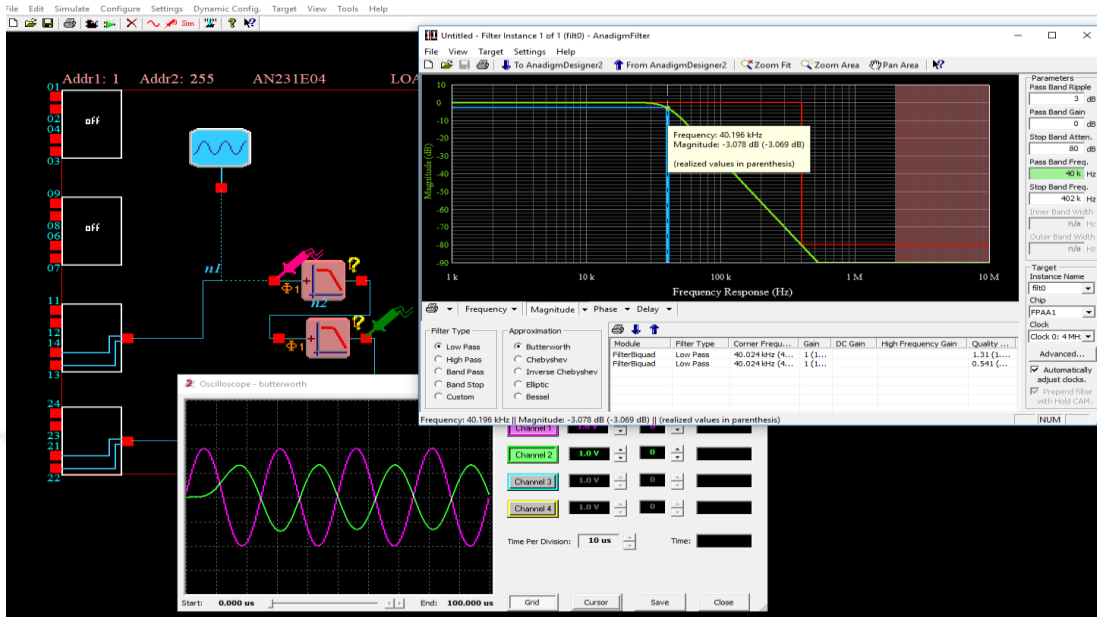 File Edit Simulate Configure Settings Dynamic Config. Target View Tools Help
Sim
Addr1: 1 Addr2: 255 AN231E04 LOA
01
02
04
03
off
09
08
06
07
off
11
12
14
13
24
23
21
22
n1
Φ1
n2
Φ1
?
?
Untitled - Filter Instance 1 of 1 (filt0) - AnadigmFilter
File View Target Settings Help
To AnadigmDesigner2 From AnadigmDesigner2 Zoom Fit Zoom Area Pan Area
Magnitude (dB)
10
0
-10
-20
-30
-40
-50
-60
-70
-80
-90
1 k 10 k 100 k 1 M 10 M
Frequency Response (Hz)
Frequency: 40.196 kHz
Magnitude: -3.078 dB (-3.069 dB)
(realized values in parenthesis)
Parameters
Pass Band Ripple
3 dB
Pass Band Gain
0 dB
Stop Band Atten.
80 dB
Pass Band Freq.
40 k Hz
Stop Band Freq.
402 k Hz
Inner Band Width
n/a Hz
Outer Band Width
n/a Hz
Target
Instance Name
filt0
Chip
FPAA1
Clock
Clock 0: 4 MH
Advanced...
Automatically
adjust clocks.
Prepend filter
with Hold CAM.
Frequency Magnitude Phase Delay
Filter Type
Low Pass
High Pass
Band Pass
Band Stop
Custom
Approximation
Butterworth
Chebyshev
Inverse Chebyshev
Elliptic
Bessel
Module Filter Type Corner Frequ... Gain DC Gain High Frequency Gain Quality ...
FilterBiquad Low Pass 40.024 kHz (4... 1 (1... 1.31 (1....
FilterBiquad Low Pass 40.024 kHz (4... 1 (1... 0.541 (...
Frequency: 40.196 kHz || Magnitude: -3.078 dB (-3.069 dB) || (realized values in parenthesis)
NUM
Oscilloscope - butterworth
Channel 1 1.0 V 0
Channel 2 1.0 V 0
Channel 3 1.0 V 0
Channel 4 1.0 V 0
Time Per Division: 10 us Time:
Start: 0.000 us End: 100.000 us Grid Cursor Save Close